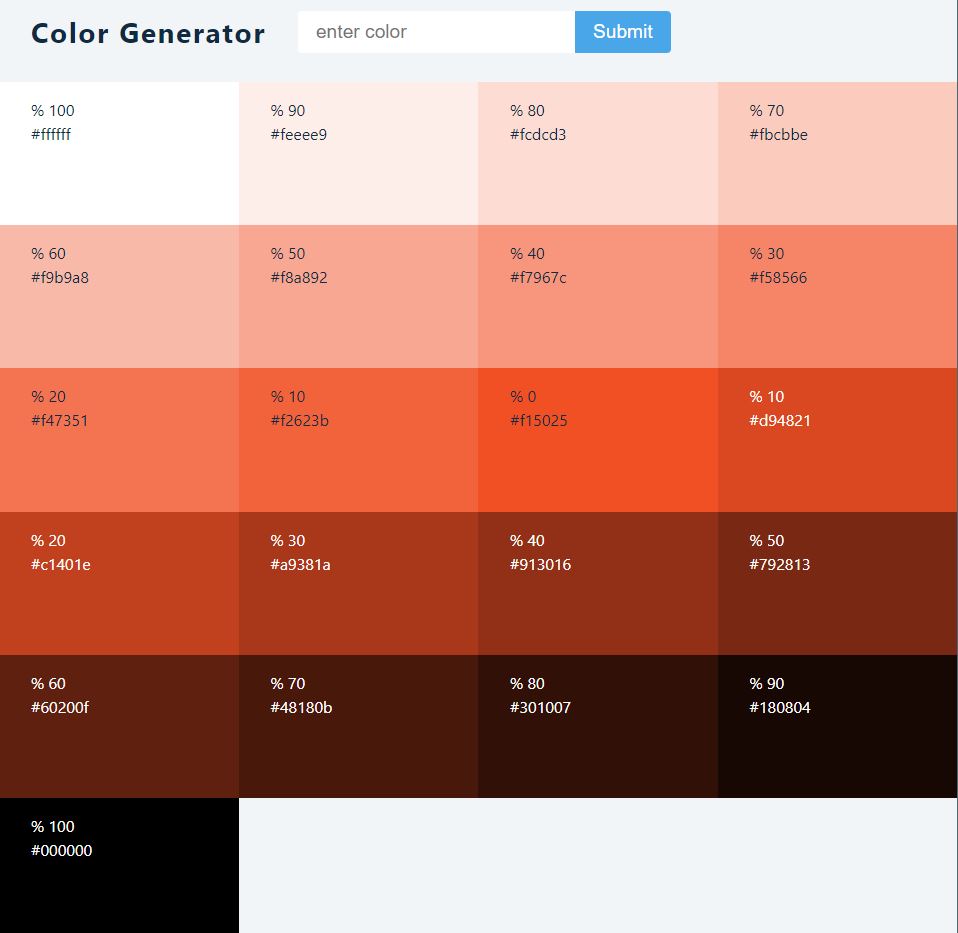 Color Generator
enter color
Submit
% 100
#ffffff
% 90
#feeee9
% 80
#fcdcd3
% 70
#fbcbbe
% 60
#f9b9a8
% 50
#f8a892
% 40
#f7967c
% 30
#f58566
% 20
#f47351
% 10
#f2623b
% 0
#f15025
% 10
#d94821
% 20
#c1401e
% 30
#a9381a
% 40
#913016
% 50
#792813
% 60
#60200f
% 70
#48180b
% 80
#301007
% 90
#180804
% 100
#000000